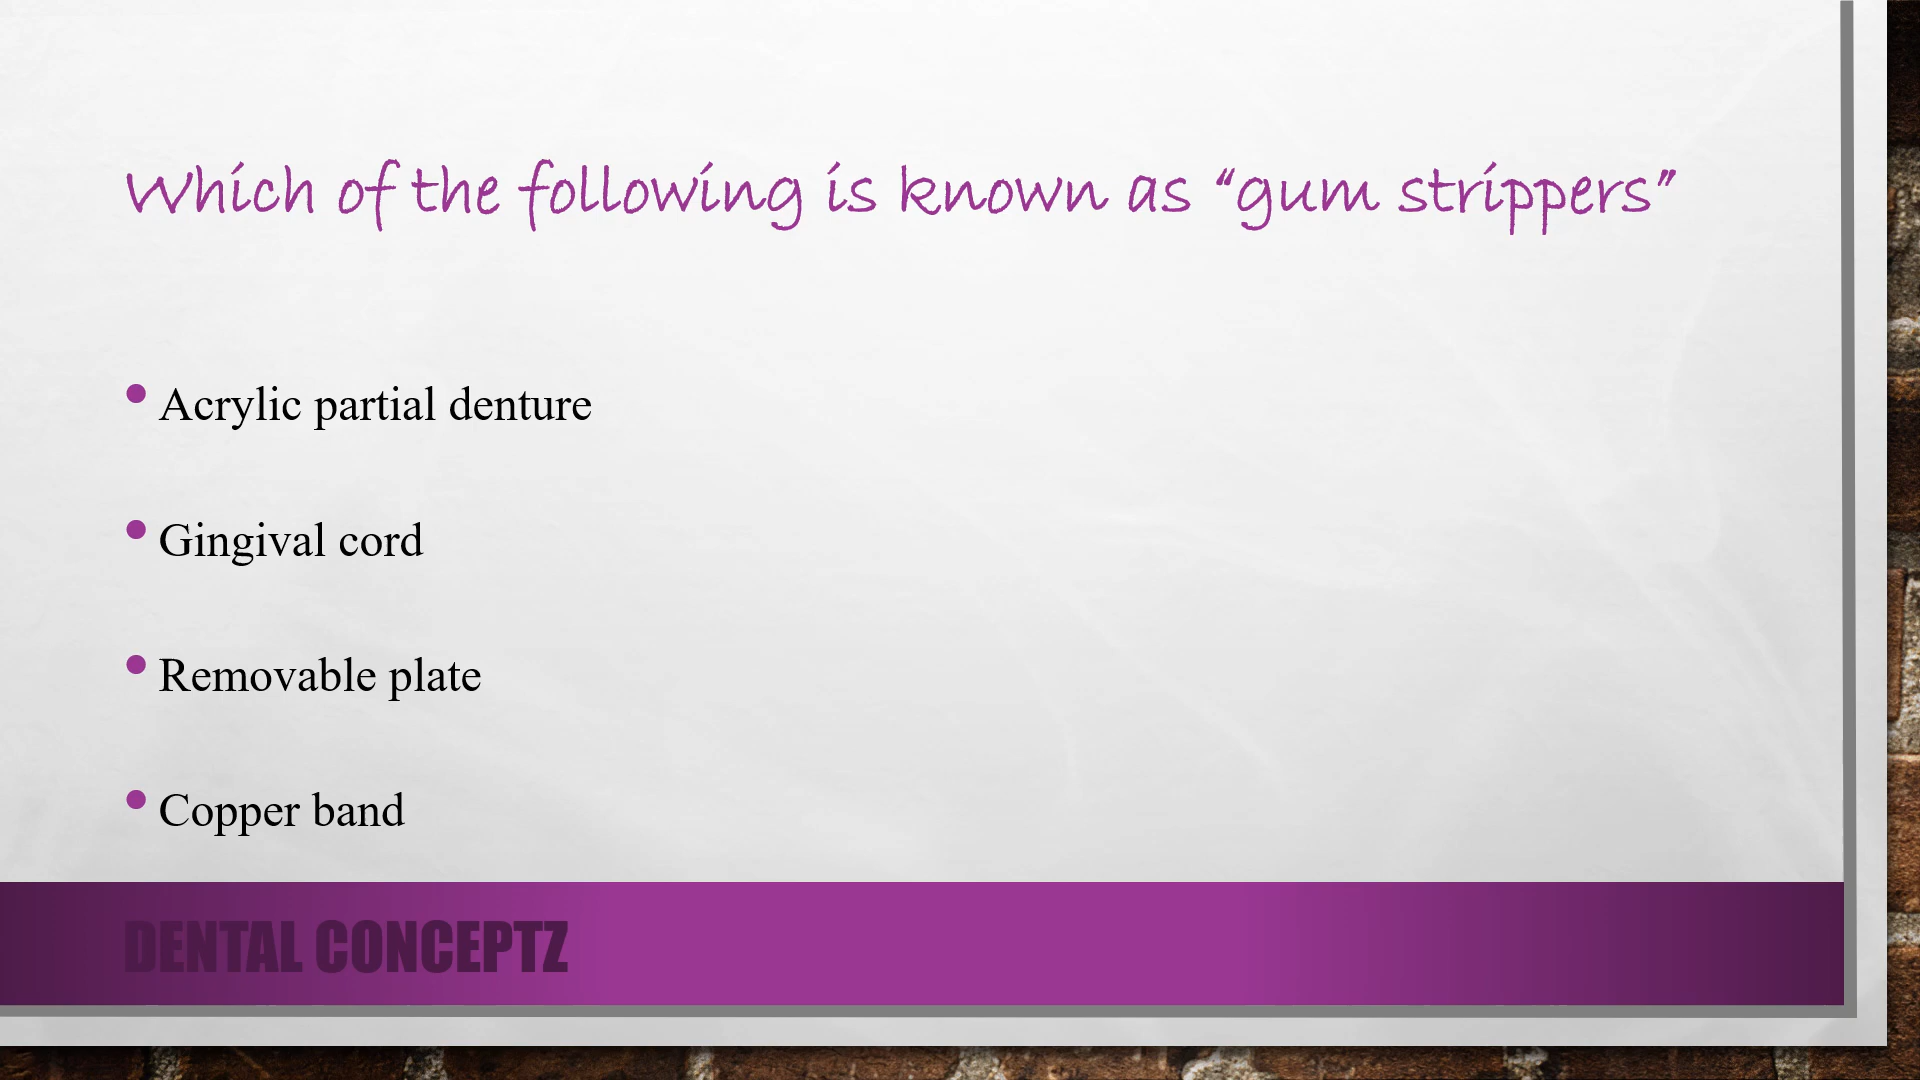 Which of the following is known as “gum strippers”
• Acrylic partial denture
• Gingival cord
• Removable plate
• Copper band
DENTAL CONCEPTZ